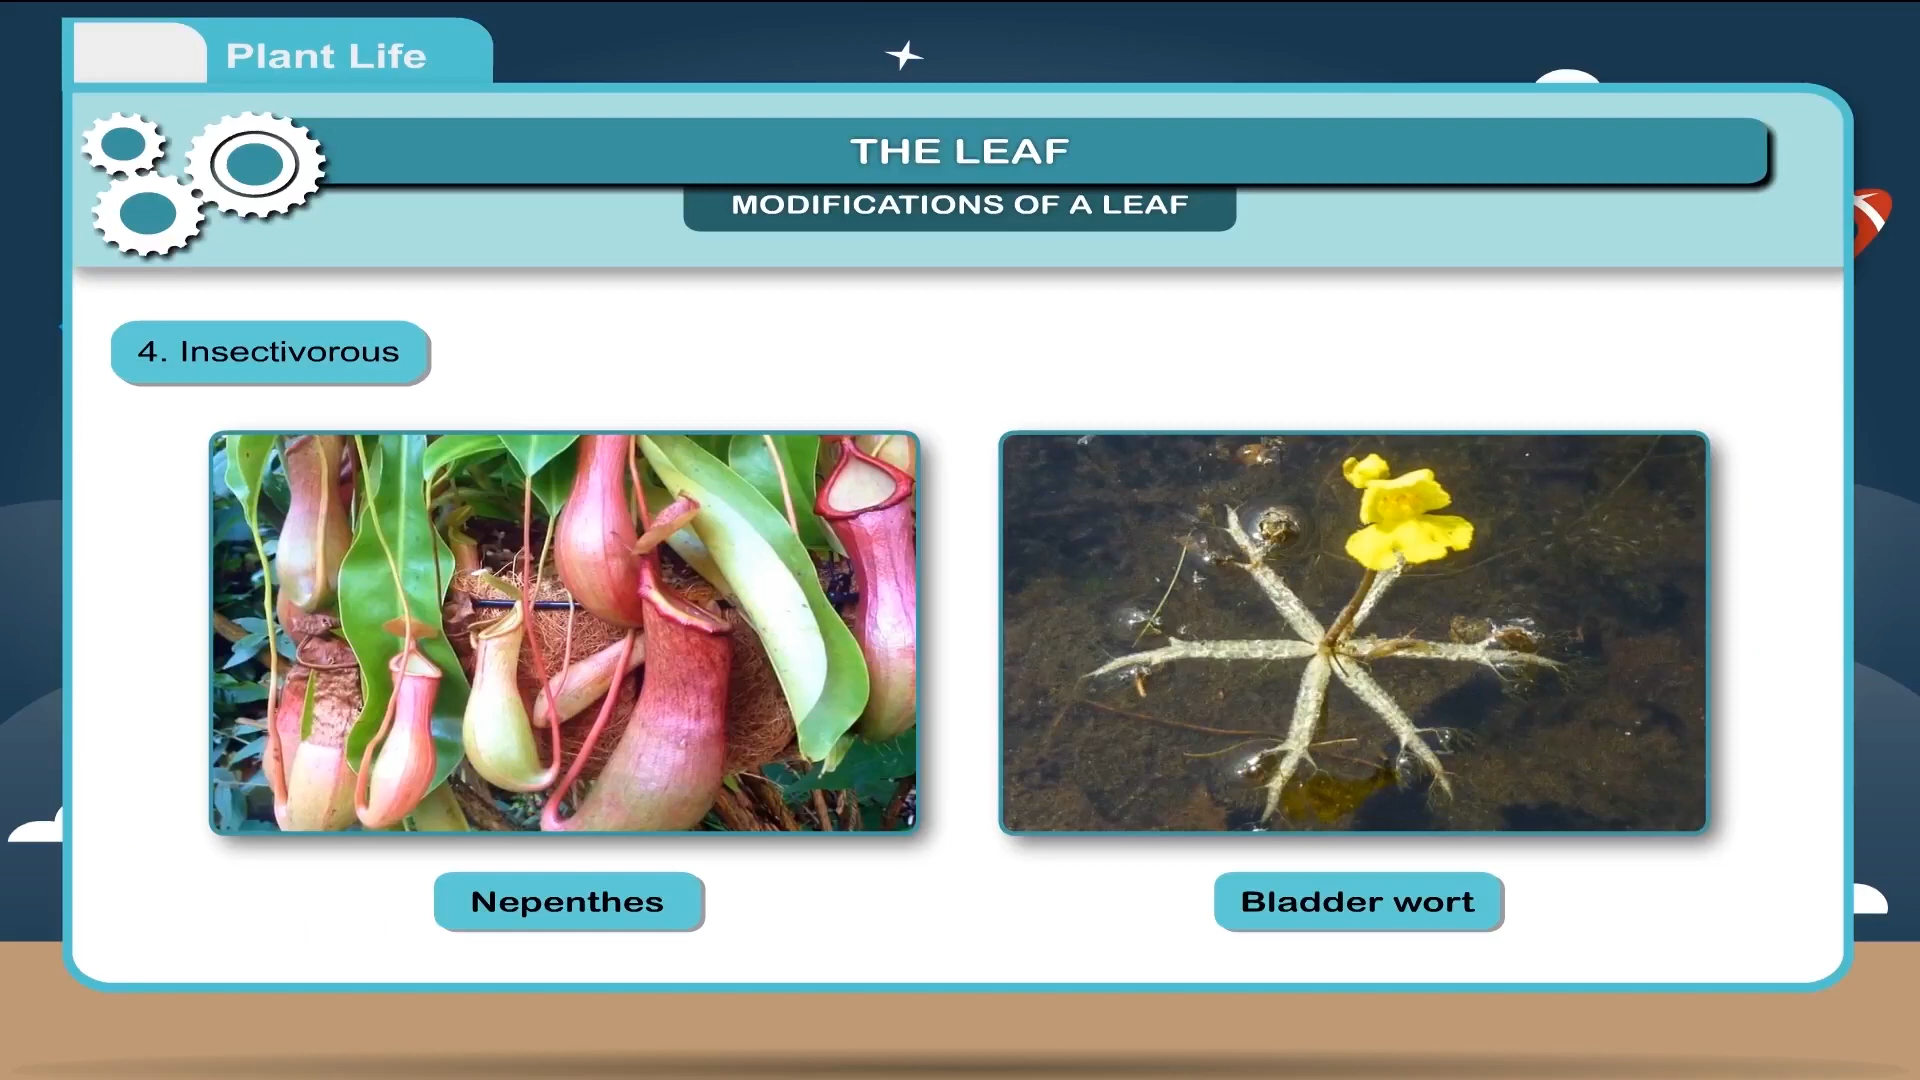 Plant Life
THE LEAF
MODIFICATIONS OF A LEAF
4. Insectivorous
Nepenthes
Bladder wort